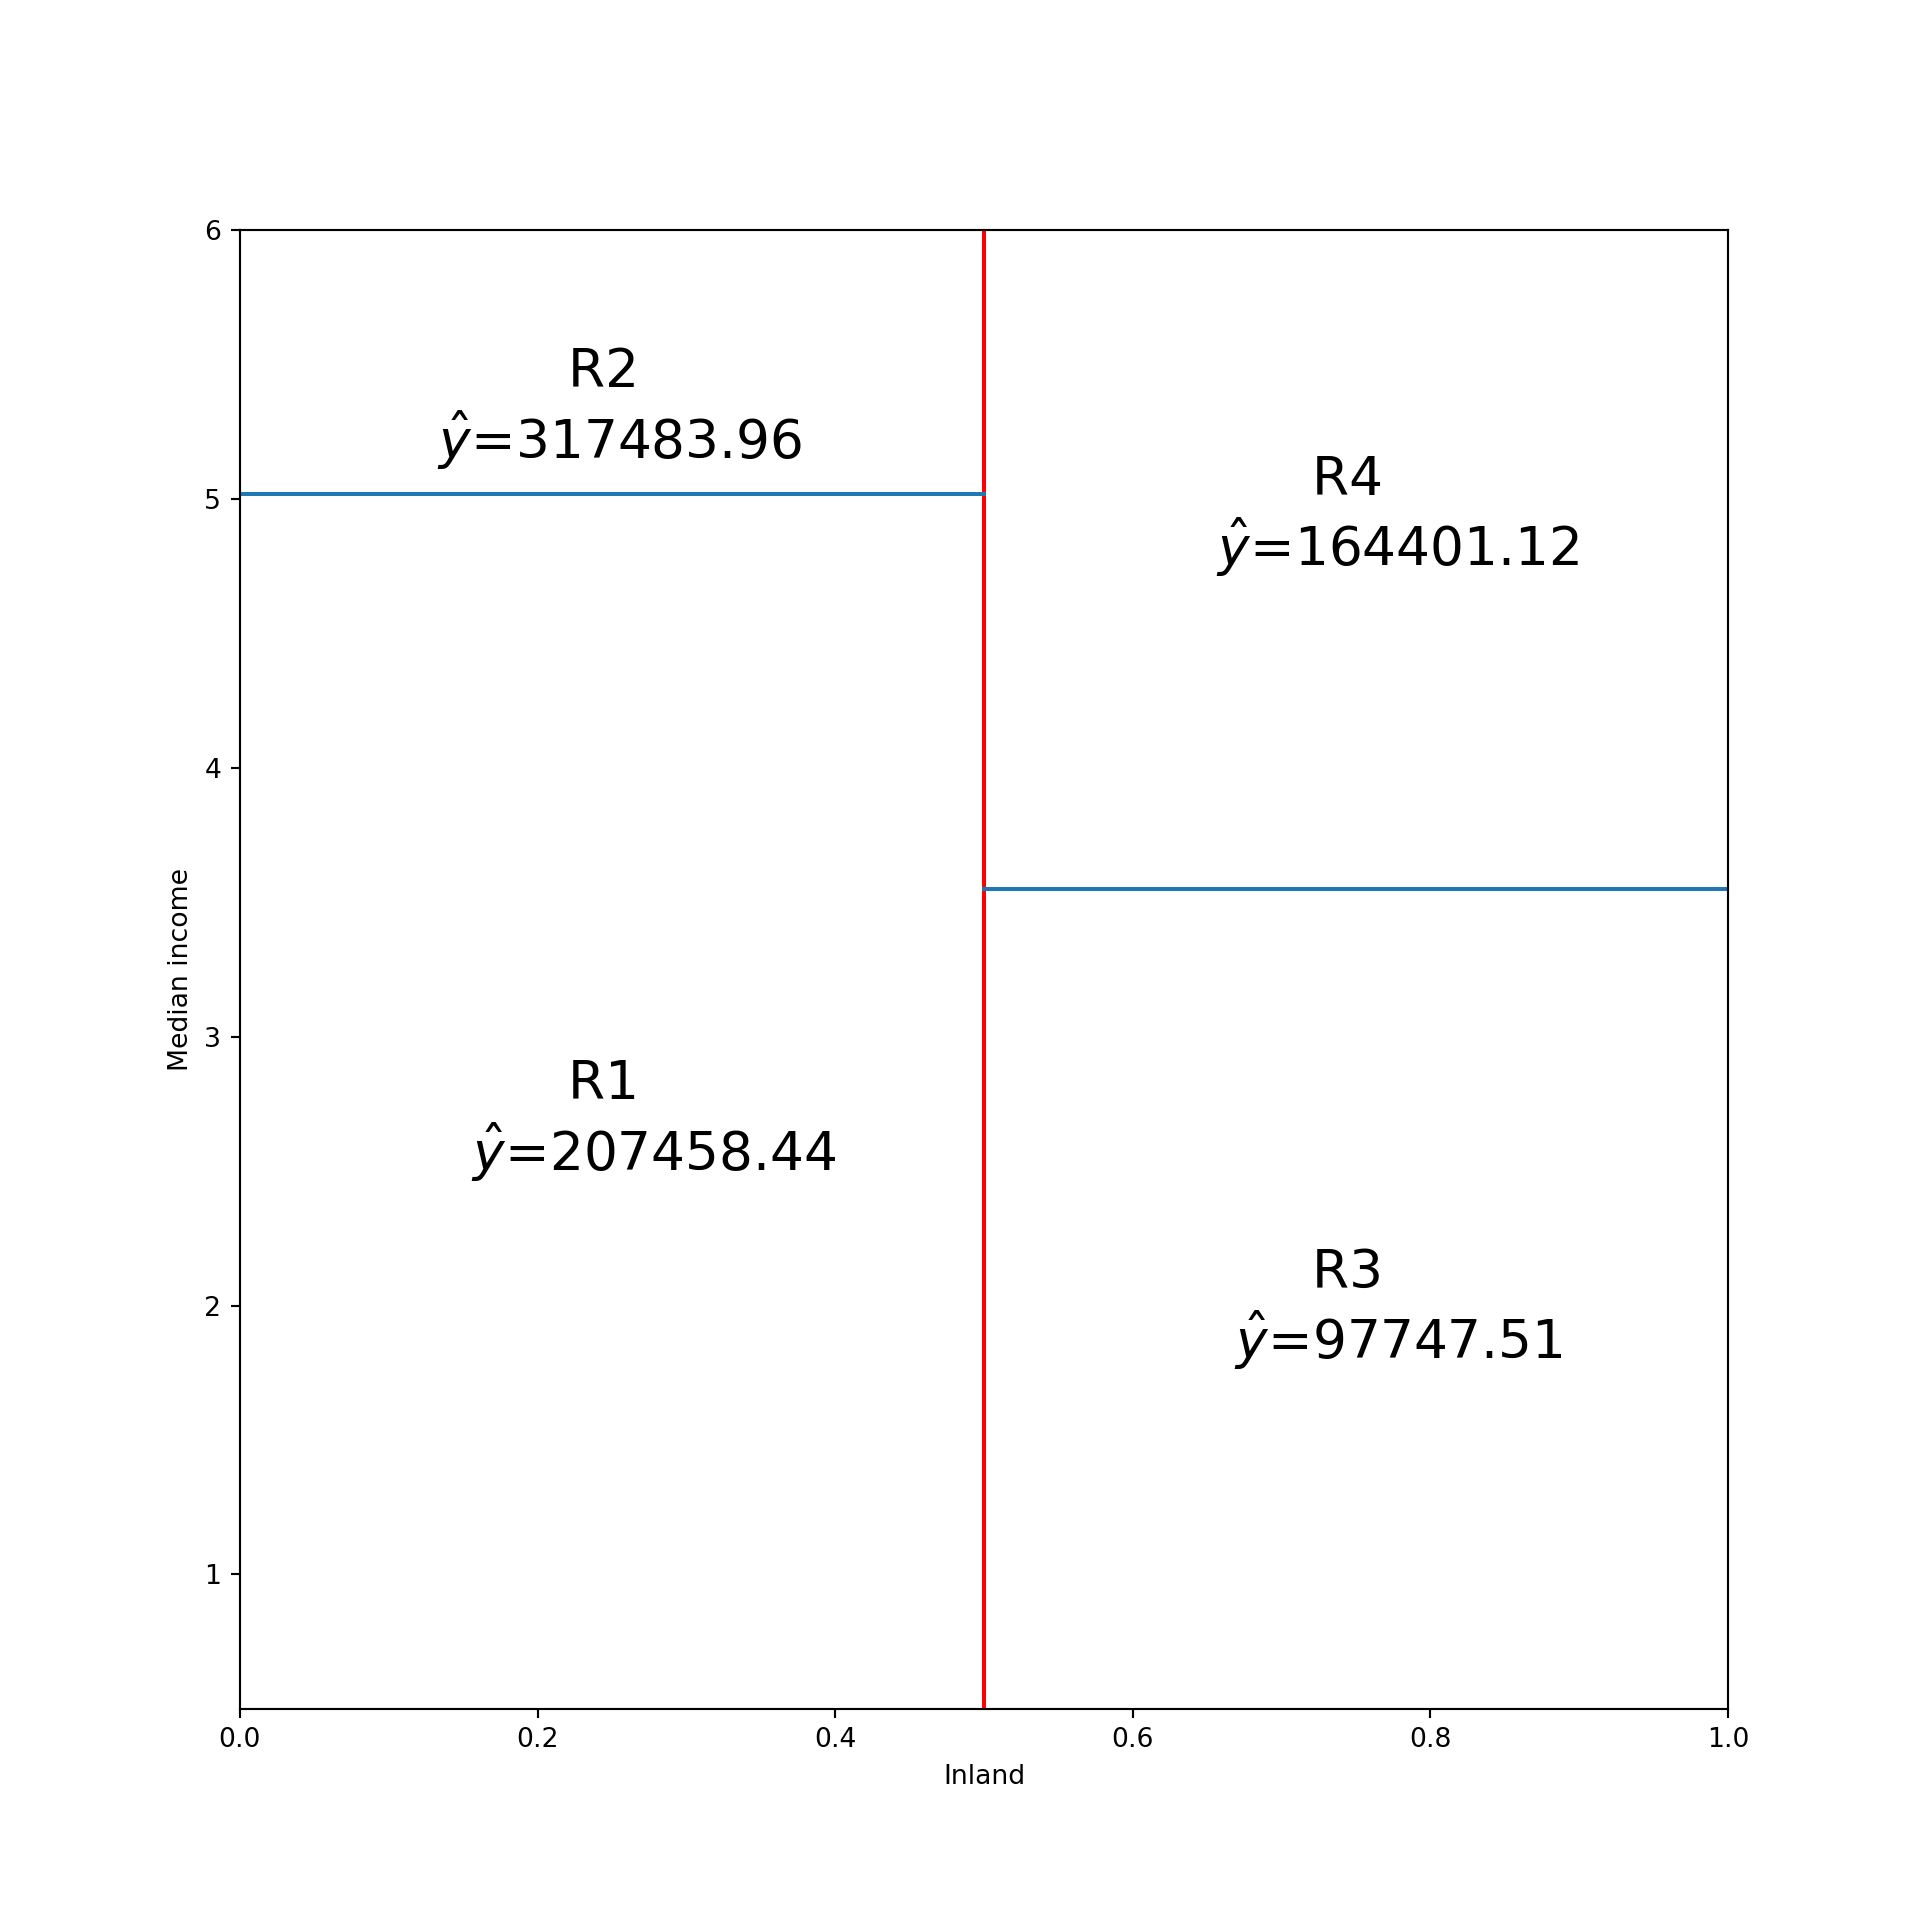 6
R2
ŷ=317483.96
R4
ŷ=164401.12
5
4
Median income
3
R1
ŷ=207458.44
R3
ŷ=97747.51
2
1
0.0 0.2 0.4 0.6 0.8 1.0
Inland